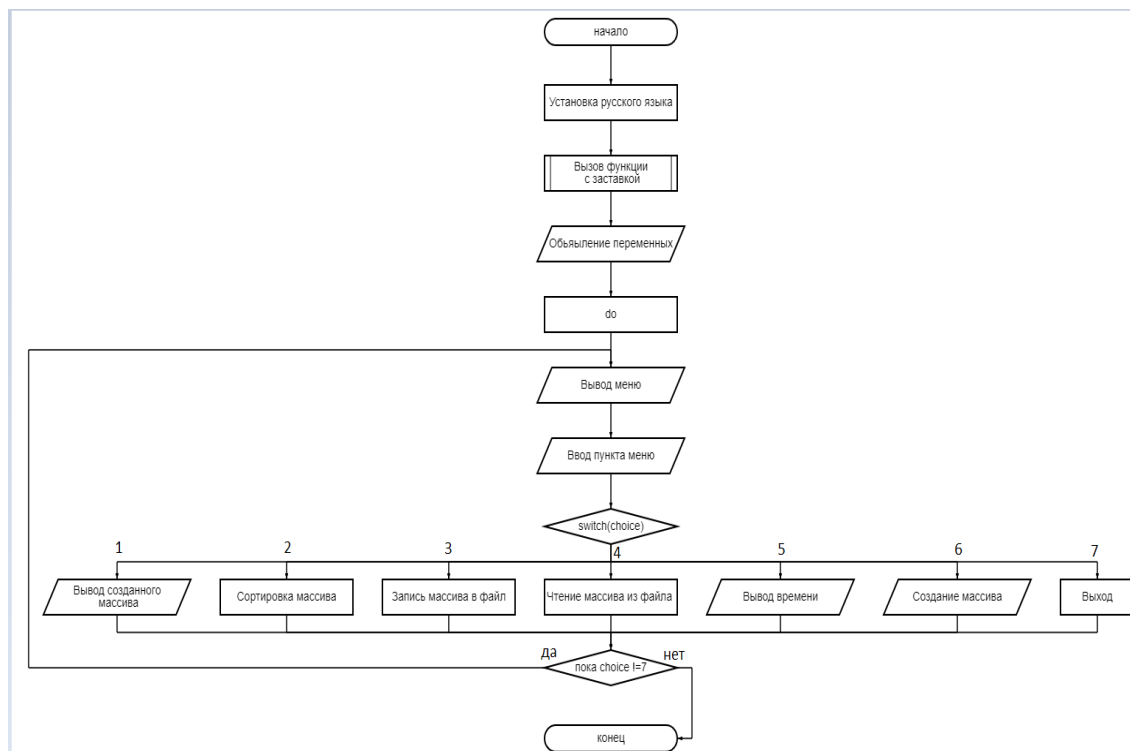 начало
Установка русского языка
Вызов функции
с заставкой
Обьяыление переменных
do
Вывод меню
Ввод пункта меню
switch(choice)
1
2
3
4
5
6
7
Вывод созданного
массива
Сортировка массива
Запись массива в файл
Чтение массива из файла
Вывод времени
Создание массива
Выход
да
пока choice !=7
нет
конец